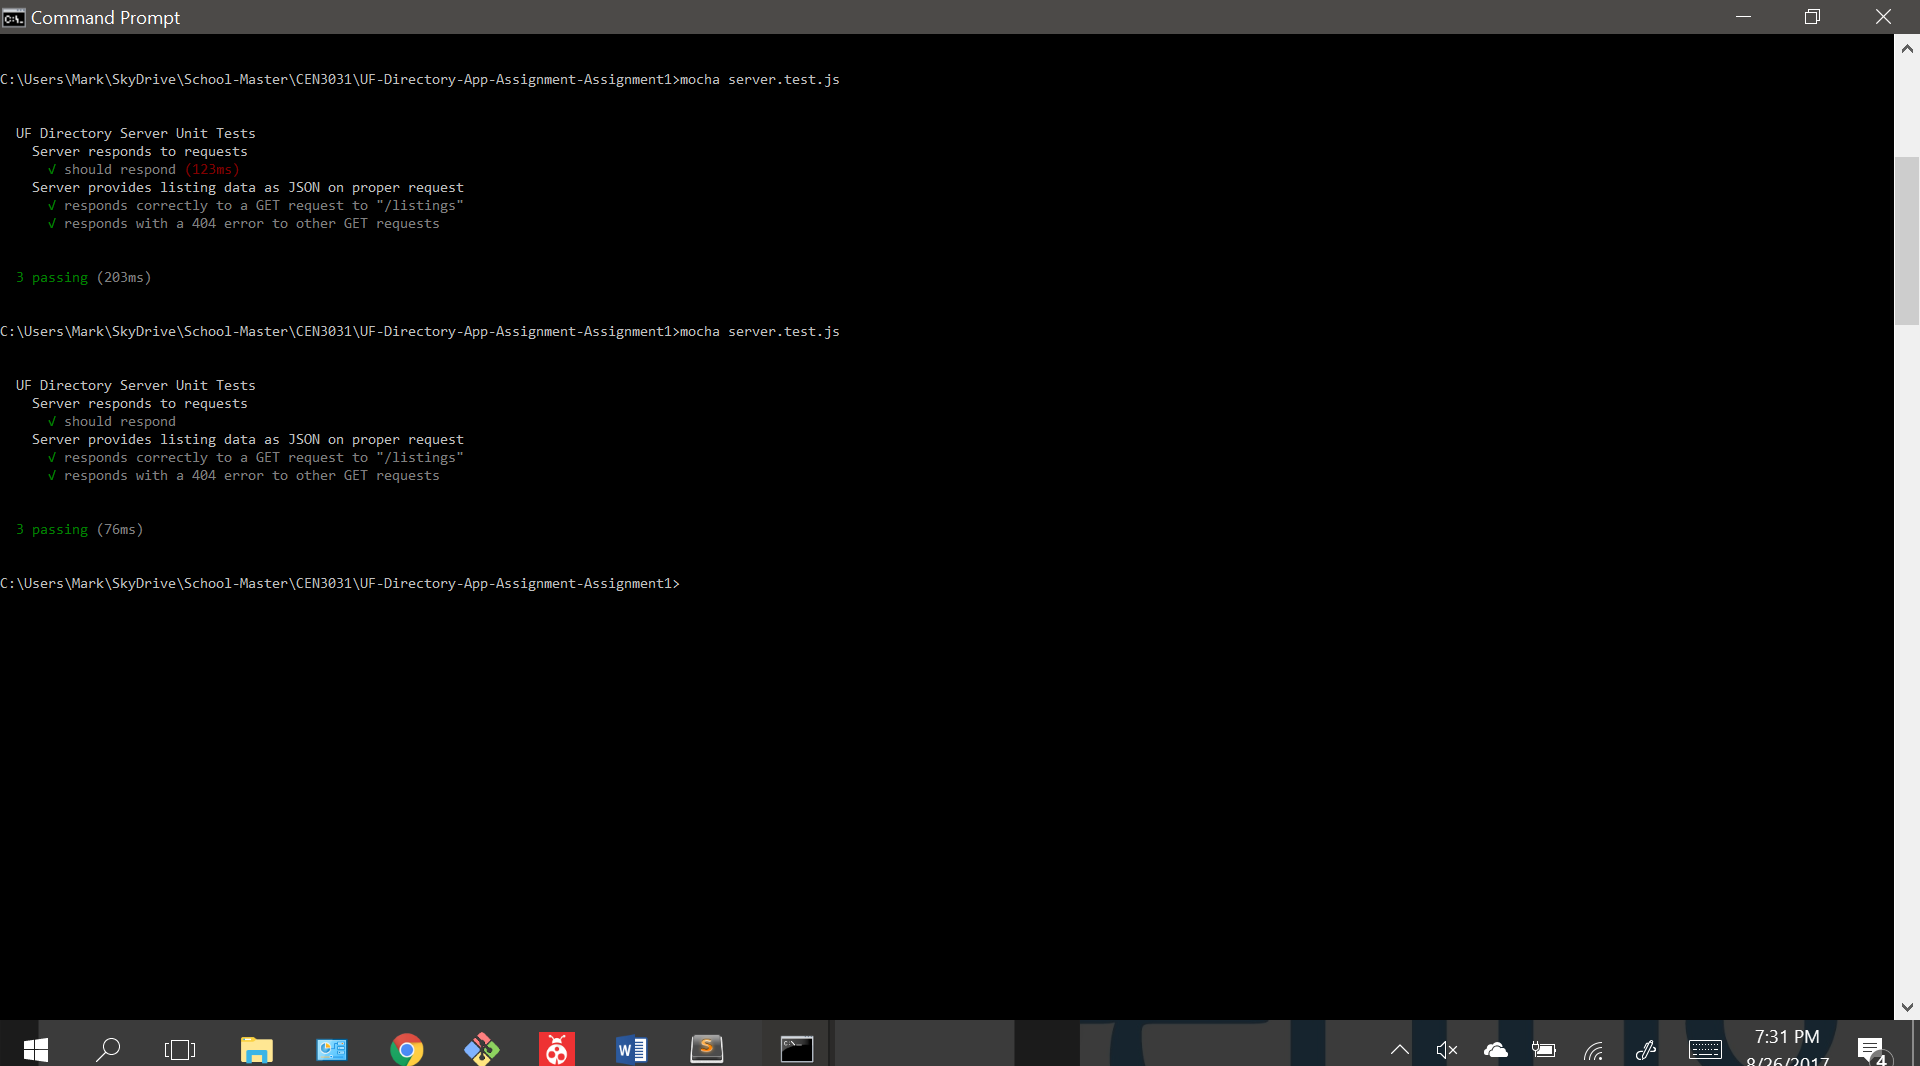 Command Prompt
C:\Users\Mark\SkyDrive\School-Master\CEN3031\UF-Directory-App-Assignment-Assignment1>mocha server.test.js
UF Directory Server Unit Tests
Server responds to requests
√ should respond (123ms)
Server provides listing data as JSON on proper request
√ responds correctly to a GET request to "/listings"
√ responds with a 404 error to other GET requests
3 passing (203ms)
C:\Users\Mark\SkyDrive\School-Master\CEN3031\UF-Directory-App-Assignment-Assignment1>mocha server.test.js
UF Directory Server Unit Tests
Server responds to requests
√ should respond
Server provides listing data as JSON on proper request
√ responds correctly to a GET request to "/listings"
√ responds with a 404 error to other GET requests
3 passing (76ms)
C:\Users\Mark\SkyDrive\School-Master\CEN3031\UF-Directory-App-Assignment-Assignment1>
7:31 PM
8/26/2017
4